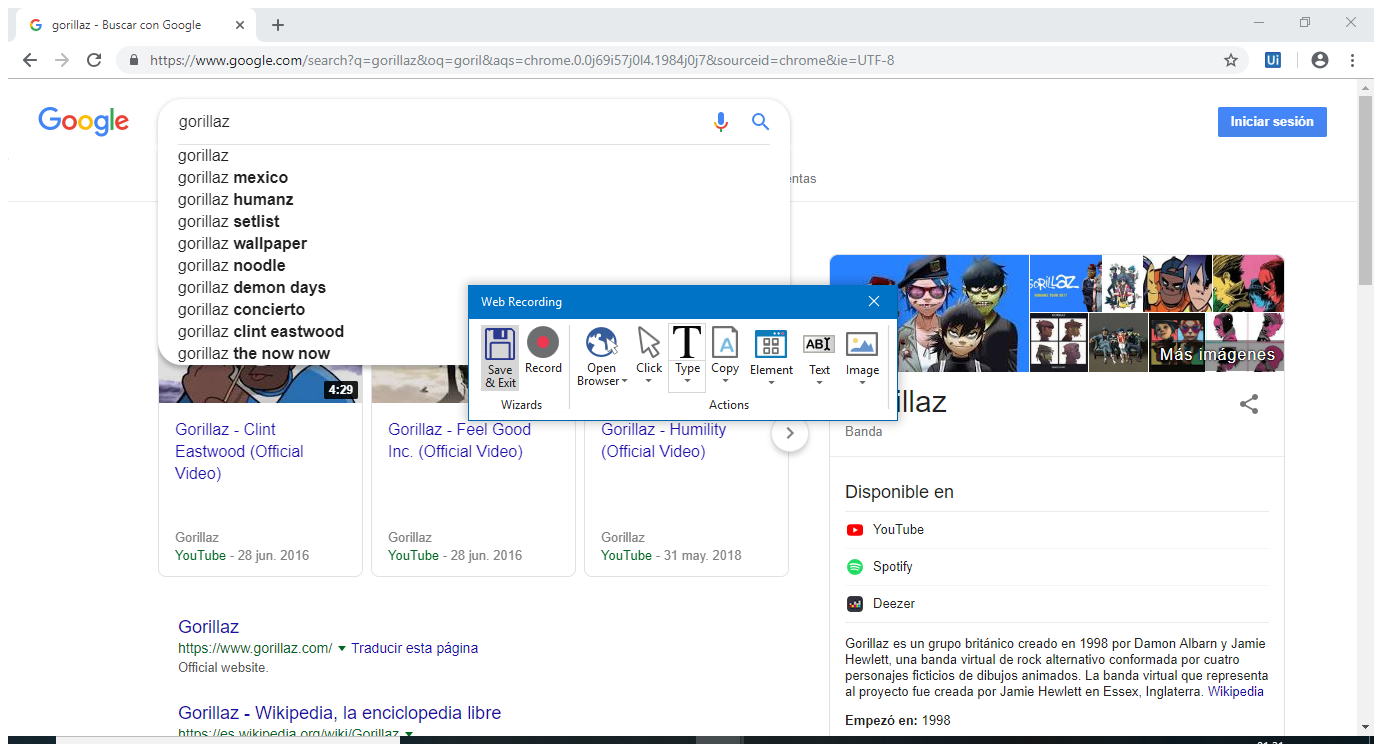 gorillaz - Buscar con Google
https://www.google.com/search?q=gorillaz&oq=goril&aqs=chrome.0.0j69i57j0l4.1984j0j7&sourceid=chrome&ie=UTF-8
Ui
Google
gorillaz
Iniciar sesión
gorillaz
gorillaz mexico
gorillaz humanz
gorillaz setlist
gorillaz wallpaper
gorillaz noodle
gorillaz demon days
gorillaz concierto
gorillaz clint eastwood
gorillaz the now now
entas
Web Recording
Save & Exit
Record
Open Browser
Click
Type
Copy
Element
Text
Image
Wizards
Actions
A
AB
GORILLAZ
Más imágenes
4:29
Gorillaz - Clint
Eastwood (Official
Video)
Gorillaz
YouTube - 28 jun. 2016
Gorillaz - Feel Good
Inc. (Official Video)
Gorillaz
YouTube - 28 jun. 2016
Gorillaz - Humility
(Official Video)
Gorillaz
YouTube - 31 may. 2018
Gorillaz
https://www.gorillaz.com/ Traducir esta página
Official website.
Gorillaz - Wikipedia, la enciclopedia libre
https://es.wikipedia.org/wiki/Gorillaz
illaz
Banda
Disponible en
YouTube
Spotify
Deezer
Gorillaz es un grupo británico creado en 1998 por Damon Albarn y Jamie
Hewlett, una banda virtual de rock alternativo conformada por cuatro
personajes ficticios de dibujos animados. La banda virtual que representa
al proyecto fue creada por Jamie Hewlett en Essex, Inglaterra. Wikipedia
Empezó en: 1998